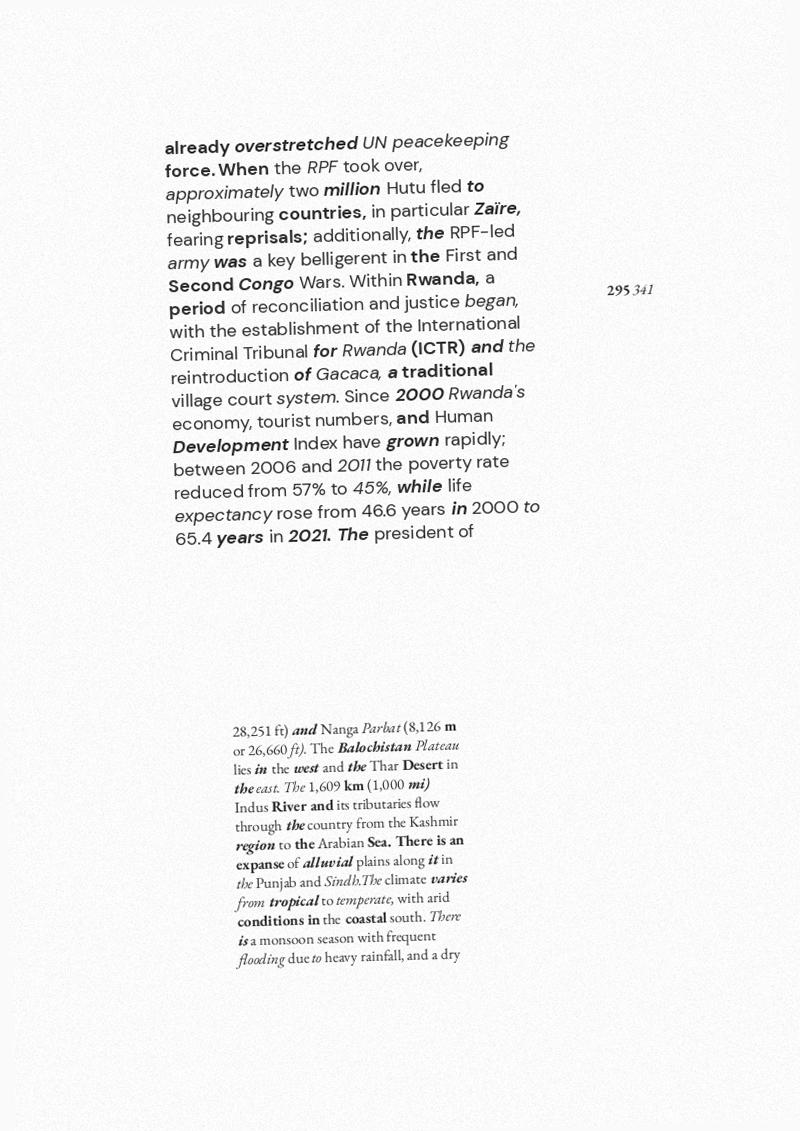 already overstretched UN peacekeeping
force. When the RPF took over,
approximately two million Hutu fled to
neighbouring countries, in particular Zaïre,
fearing reprisals; additionally, the RPF-led
army was a key belligerent in the First and
Second Congo Wars. Within Rwanda, a
period of reconciliation and justice began,
with the establishment of the International
Criminal Tribunal for Rwanda (ICTR) and the
reintroduction of Gacaca, a traditional
village court system. Since 2000 Rwanda's
economy, tourist numbers, and Human
Development Index have grown rapidly;
between 2006 and 2011 the poverty rate
reduced from 57% to 45%, while life
expectancy rose from 46.6 years in 2000 to
65.4 years in 2021. The president of
295 341
28,251 ft) and Nanga Parbat (8,126 m
or 26,660 ft). The Balochistan Plateau
lies in the west and the Thar Desert in
the east. The 1,609 km (1,000 mi)
Indus River and its tributaries flow
through the country from the Kashmir
region to the Arabian Sea. There is an
expanse of alluvial plains along it in
the Punjab and Sindh.The climate varies
from tropical to temperate, with arid
conditions in the coastal south. There
is a monsoon season with frequent
flooding due to heavy rainfall, and a dry